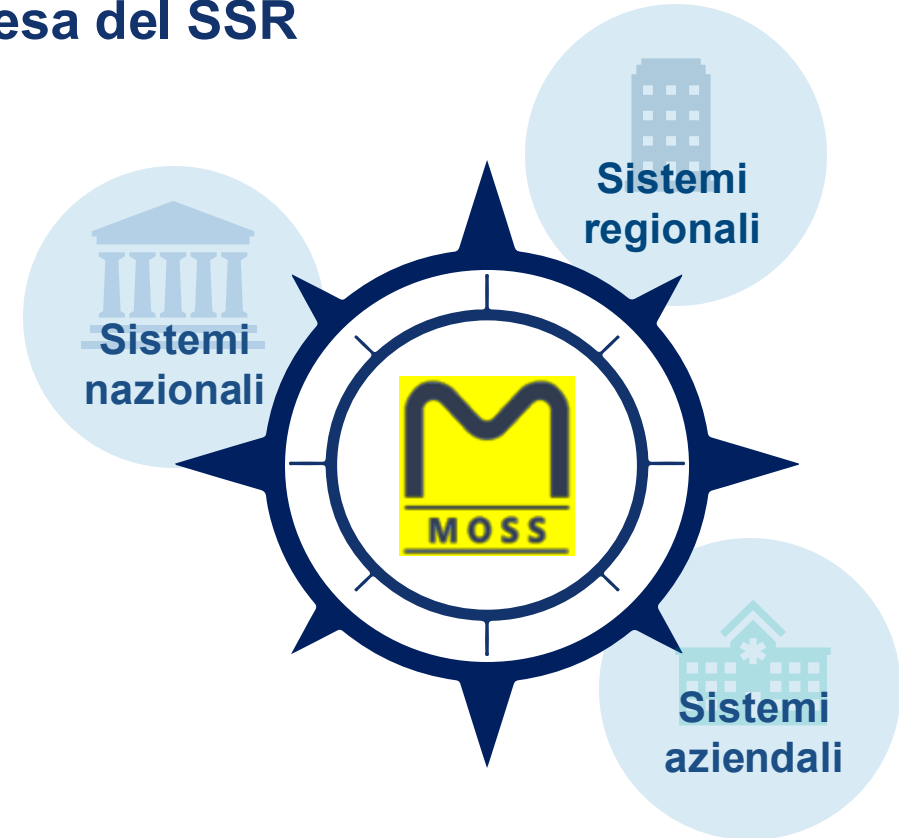 esa del SSR
Sistemi
regionali
Sistemi
nazionali
MOSS
Sistemi
aziendali